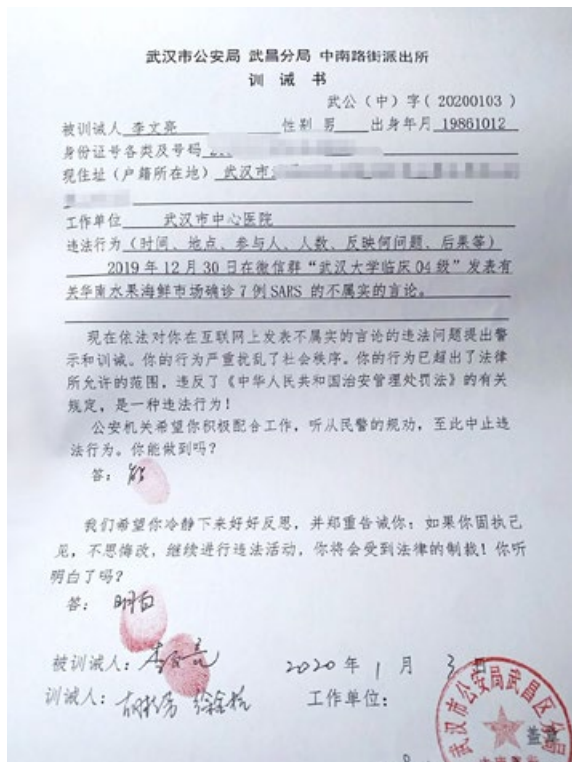 武汉市公安局 武昌分局 中南路街派出所
训 诫 书
武公（中）字（20200103）
被训诫人 李文亮 性别 男 出身年月 19861012
身份证号各类及号码
现住址（户籍所在地） 武汉市
工作单位 武汉市中心医院
违法行为（时间、地点、参与人、人数、反映何问题、后果等）
2019年12月30日在微信群“武汉大学临床04级”发表有
关华南水果海鲜市场确诊7例SARS 的不属实的言论。
现在依法对你在互联网上发表不属实的言论的违法问题提出警
示和训诫。你的行为严重扰乱了社会秩序。你的行为已超出了法律
所允许的范围，违反了《中华人民共和国治安管理处罚法》的有关
规定，是一种违法行为！
公安机关希望你积极配合工作，听从民警的规劝，至此中止违
法行为。你能做到吗？
答： 能
我们希望你冷静下来好好反思，并郑重告诫你：如果你固执己
见，不思悔改，继续进行违法活动，你将会受到法律的制裁！你听
明白了吗？
答： 明白
被训诫人：李文亮 2020 年 1 月 3 日
训诫人： 工作单位：
武汉市公安局武昌区分局